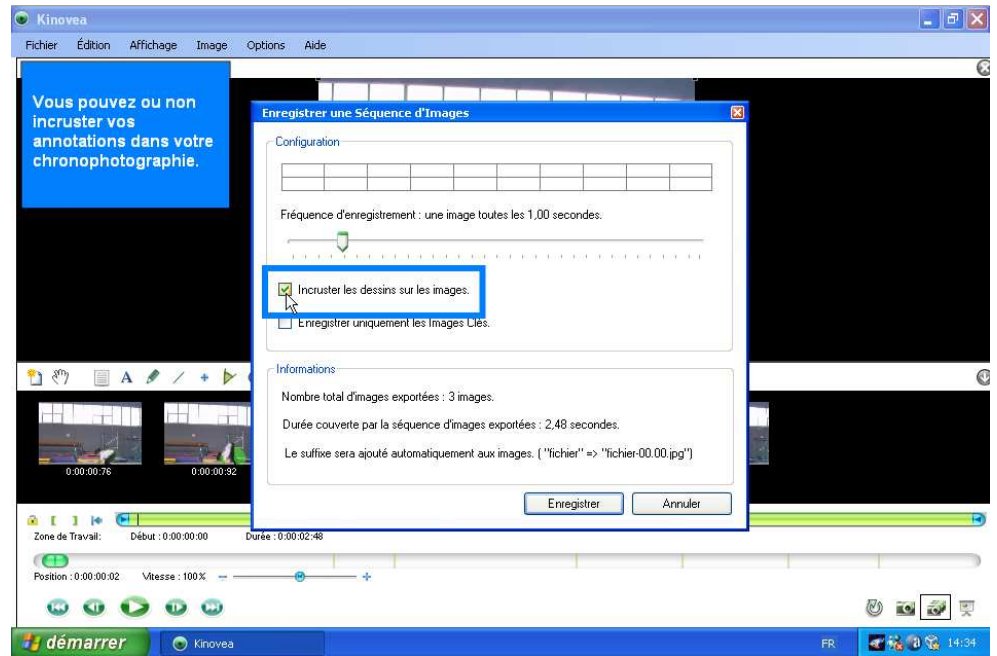 Kinovea
Fichier Édition Affichage Image Options Aide
Vous pouvez ou non
incruster vos
annotations dans votre
chronophotographie.
Enregistrer une Séquence d'Images
Configuration
Fréquence d'enregistrement : une image toutes les 1,00 secondes.
Incruster les dessins sur les images.
Enregistrer uniquement les Images Clés.
Informations
Nombre total d'images exportées : 3 images.
Durée couverte par la séquence d'images exportées : 2,48 secondes.
Le suffixe sera ajouté automatiquement aux images. ( "fichier" => "fichier-00.00.jpg")
Enregistrer Annuler
0:00:00:76 0:00:00:92
Zone de Travail: Début : 0:00:00:00 Durée : 0:00:02:48
Position : 0:00:00:02 Vitesse : 100 %
démarrer Kinovea FR 14:34